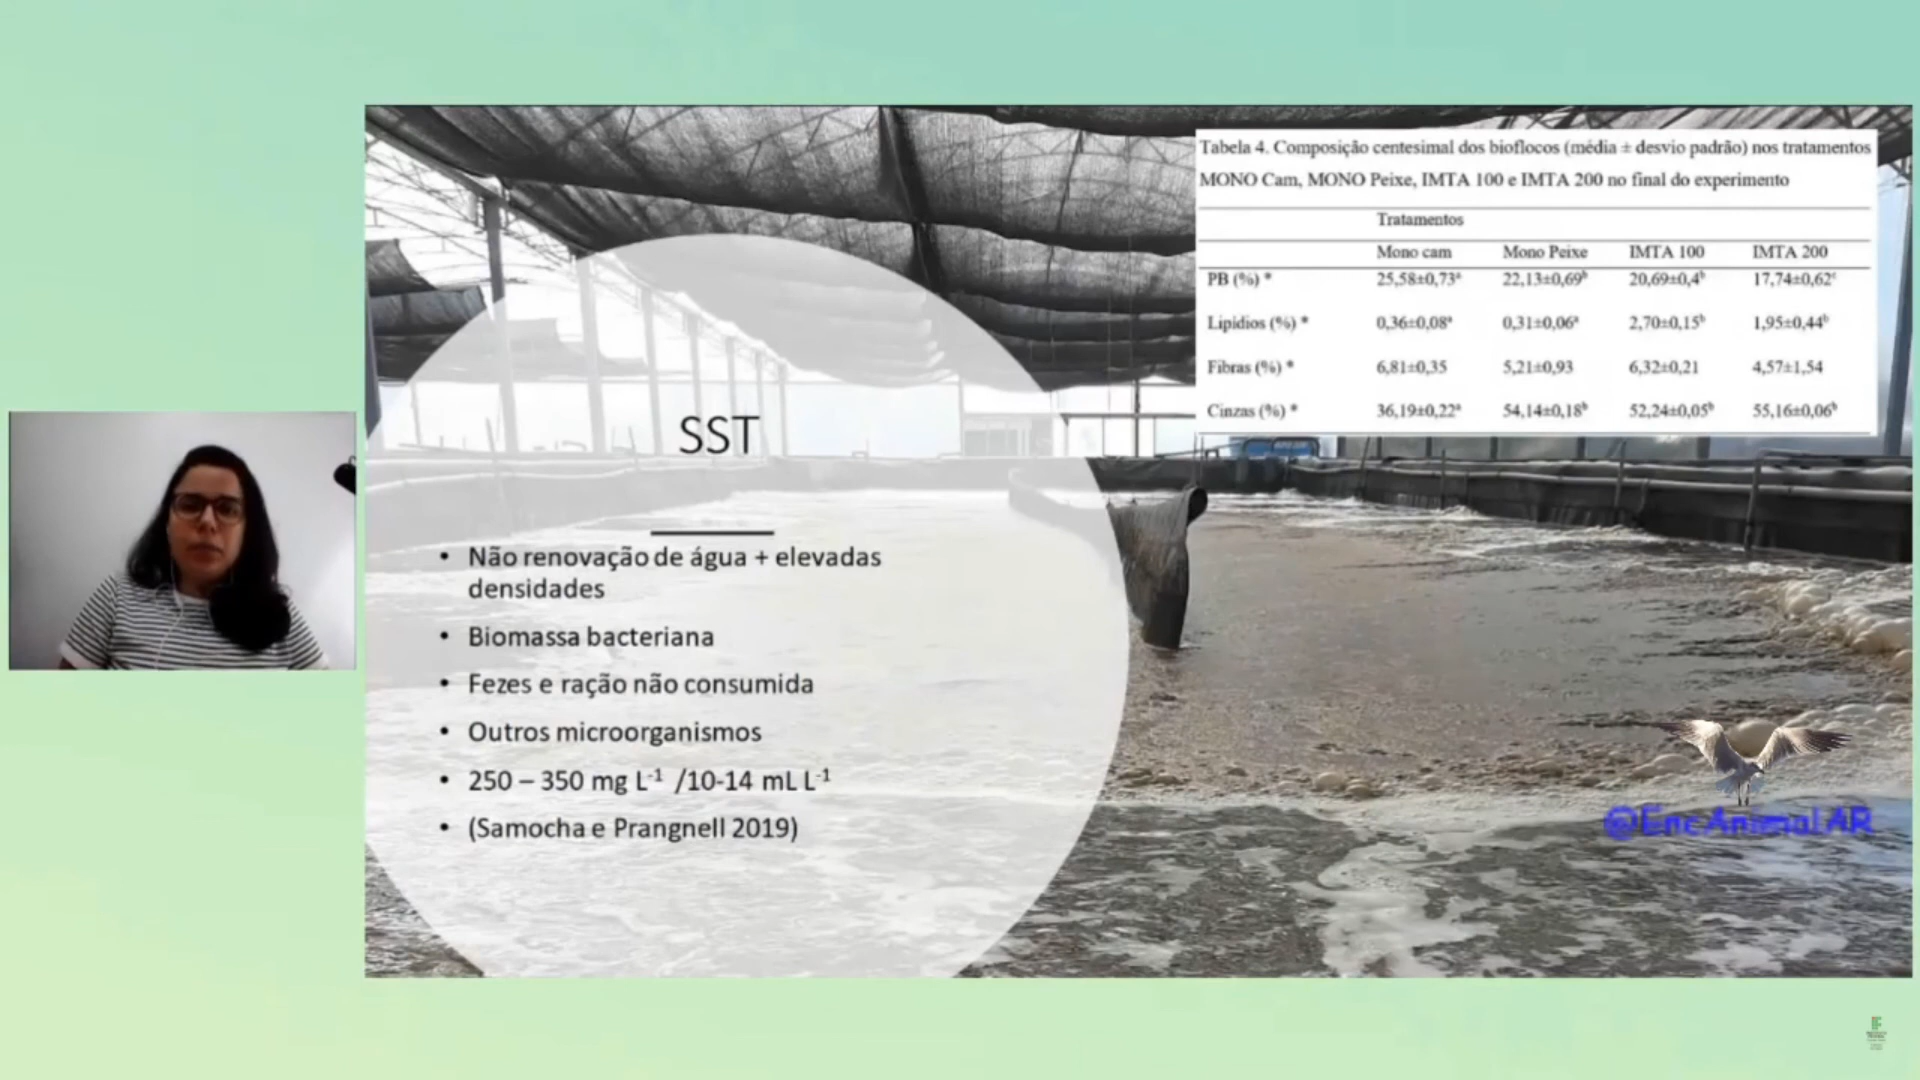 SST
• Não renovação de água + elevadas
densidades
• Biomassa bacteriana
• Fezes e ração não consumida
• Outros microorganismos
• 250 – 350 mg L⁻¹ /10-14 mL L⁻¹
• (Samocha e Prangnell 2019)
Tabela 4. Composição centesimal dos bioflocos (média ± desvio padrão) nos tratamentos
MONO Cam, MONO Peixe, IMTA 100 e IMTA 200 no final do experimento
Tratamentos
Mono cam Mono Peixe IMTA 100 IMTA 200
PB (%) * 25,58±0,73ᵃ 22,13±0,69ᵇ 20,69±0,4ᵇ 17,74±0,62ᶜ
Lipídios (%) * 0,36±0,08ᵃ 0,31±0,06ᵃ 2,70±0,15ᵇ 1,95±0,44ᵇ
Fibras (%) * 6,81±0,35 5,21±0,93 6,32±0,21 4,57±1,54
Cinzas (%) * 36,19±0,22ᵃ 54,14±0,18ᵇ 52,24±0,05ᵇ 55,16±0,06ᵇ
@EncAnimalAR